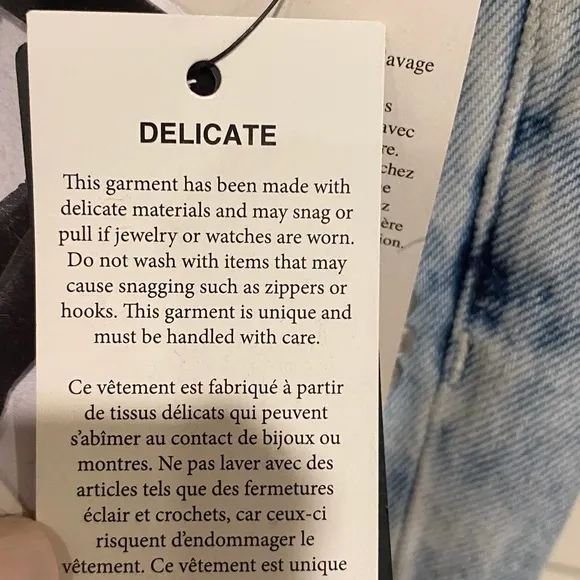 DELICATE
This garment has been made with
delicate materials and may snag or
pull if jewelry or watches are worn.
Do not wash with items that may
cause snagging such as zippers or
hooks. This garment is unique and
must be handled with care.
Ce vêtement est fabriqué à partir
de tissus délicats qui peuvent
s'abîmer au contact de bijoux ou
montres. Ne pas laver avec des
articles tels que des fermetures
éclair et crochets, car ceux-ci
risquent d'endommager le
vêtement. Ce vêtement est unique
avage
s
avec
re.
chez
e
z
ère
ion.